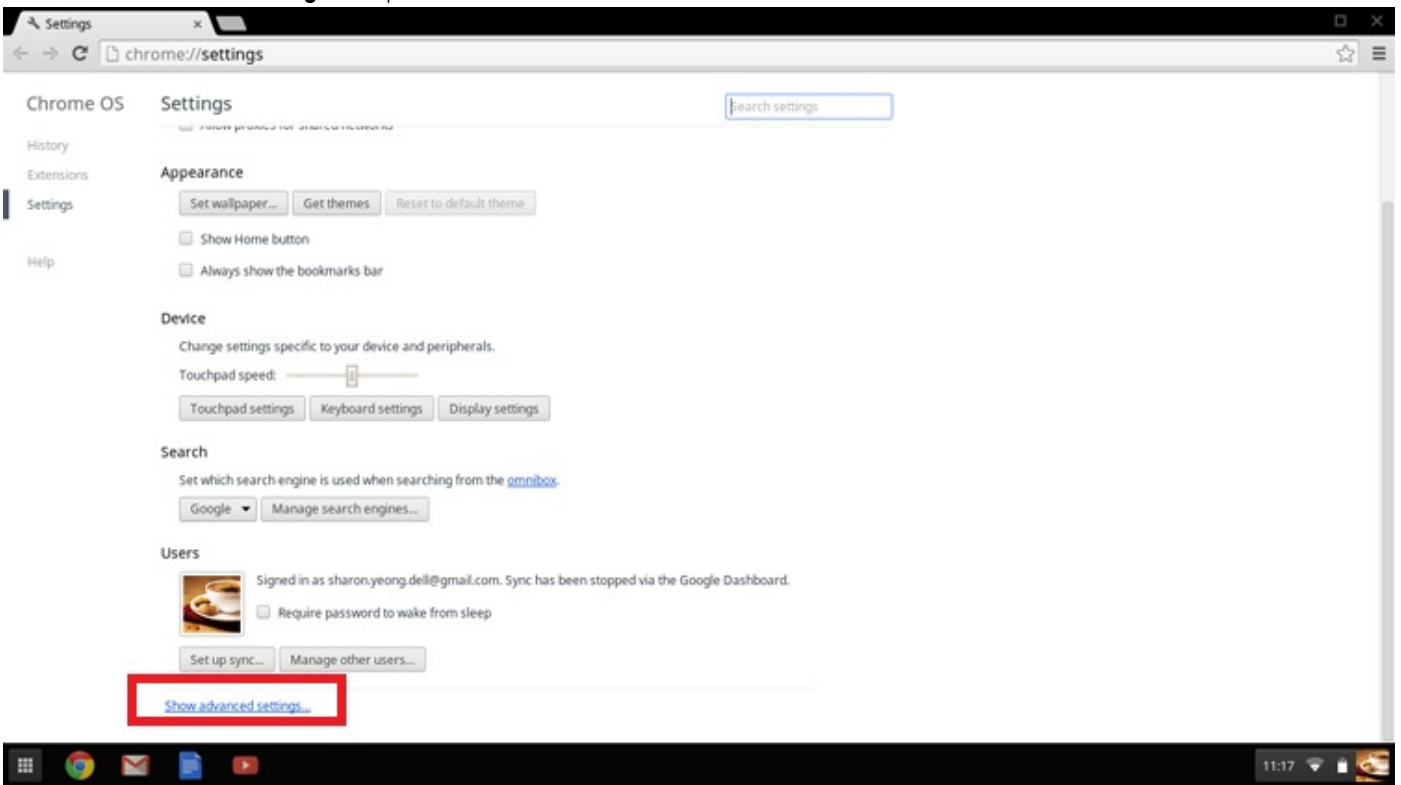 Settings
chrome://settings
Chrome OS
Settings
Search settings
Allow proxies for shared networks
History
Extensions
Settings
Help
Appearance
Set wallpaper... Get themes Reset to default theme
Show Home button
Always show the bookmarks bar
Device
Change settings specific to your device and peripherals.
Touchpad speed:
Touchpad settings Keyboard settings Display settings
Search
Set which search engine is used when searching from the omnibox.
Google Manage search engines...
Users
Signed in as sharon.yeong.dell@gmail.com. Sync has been stopped via the Google Dashboard.
Require password to wake from sleep
Set up sync... Manage other users...
Show advanced settings...
11:17